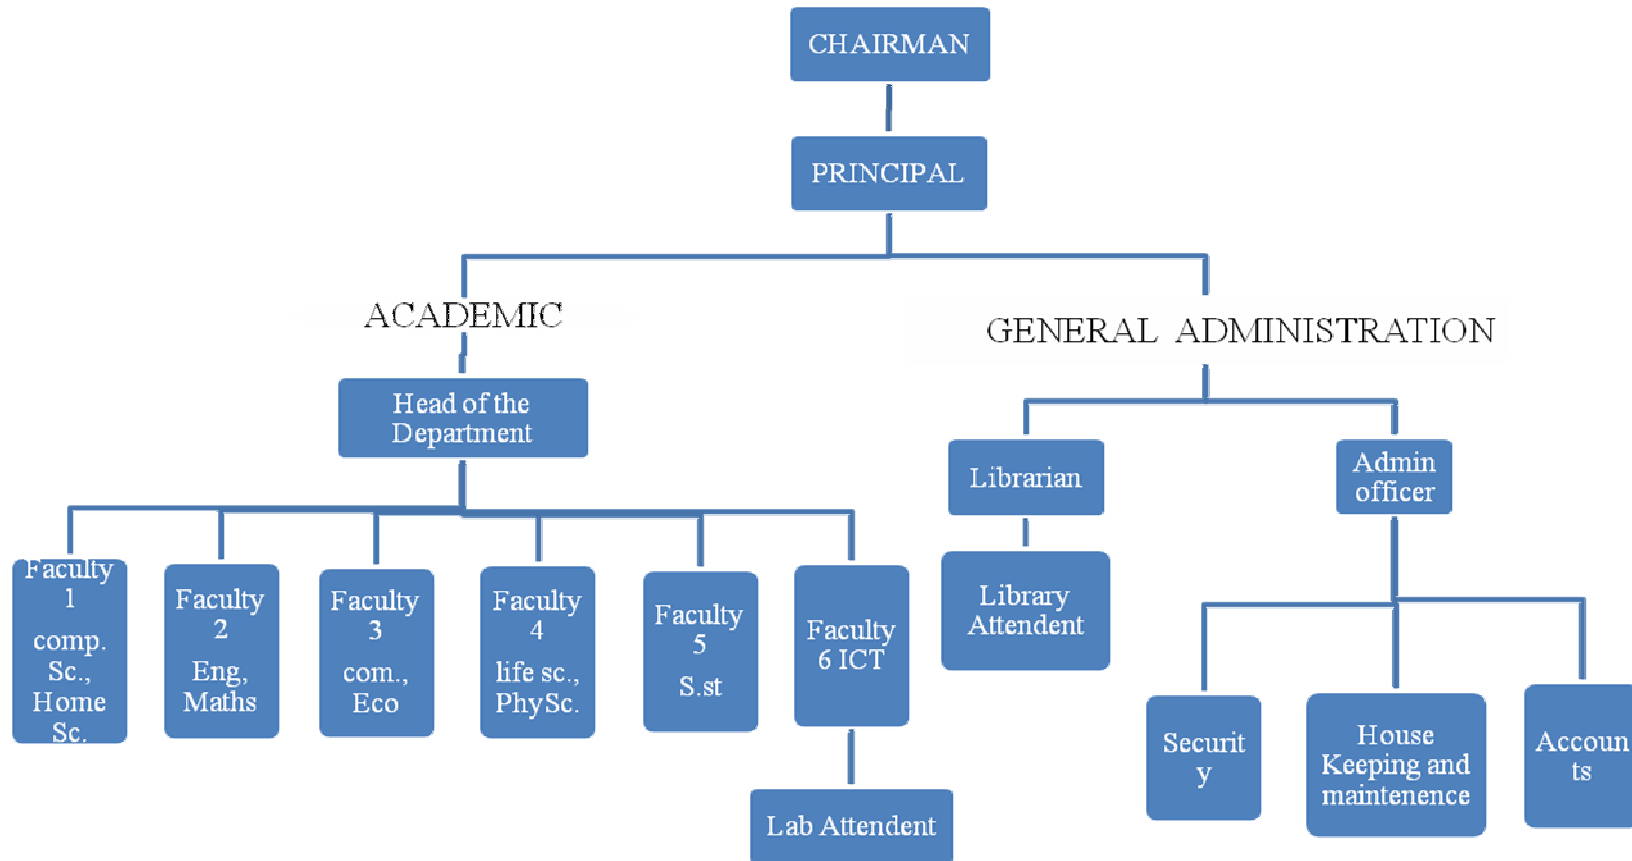 CHAIRMAN
PRINCIPAL
ACADEMIC
GENERAL ADMINISTRATION
Head of the
Department
Librarian
Admin
officer
Library
Attendent
Faculty
1
comp.
Sc.,
Home
Sc.
Faculty
2
Eng,
Maths
Faculty
3
com.,
Eco
Faculty
4
life sc.,
PhySc.
Faculty
5
S.st
Faculty
6 ICT
Lab Attendent
Securit
y
House
Keeping and
maintenence
Accoun
ts